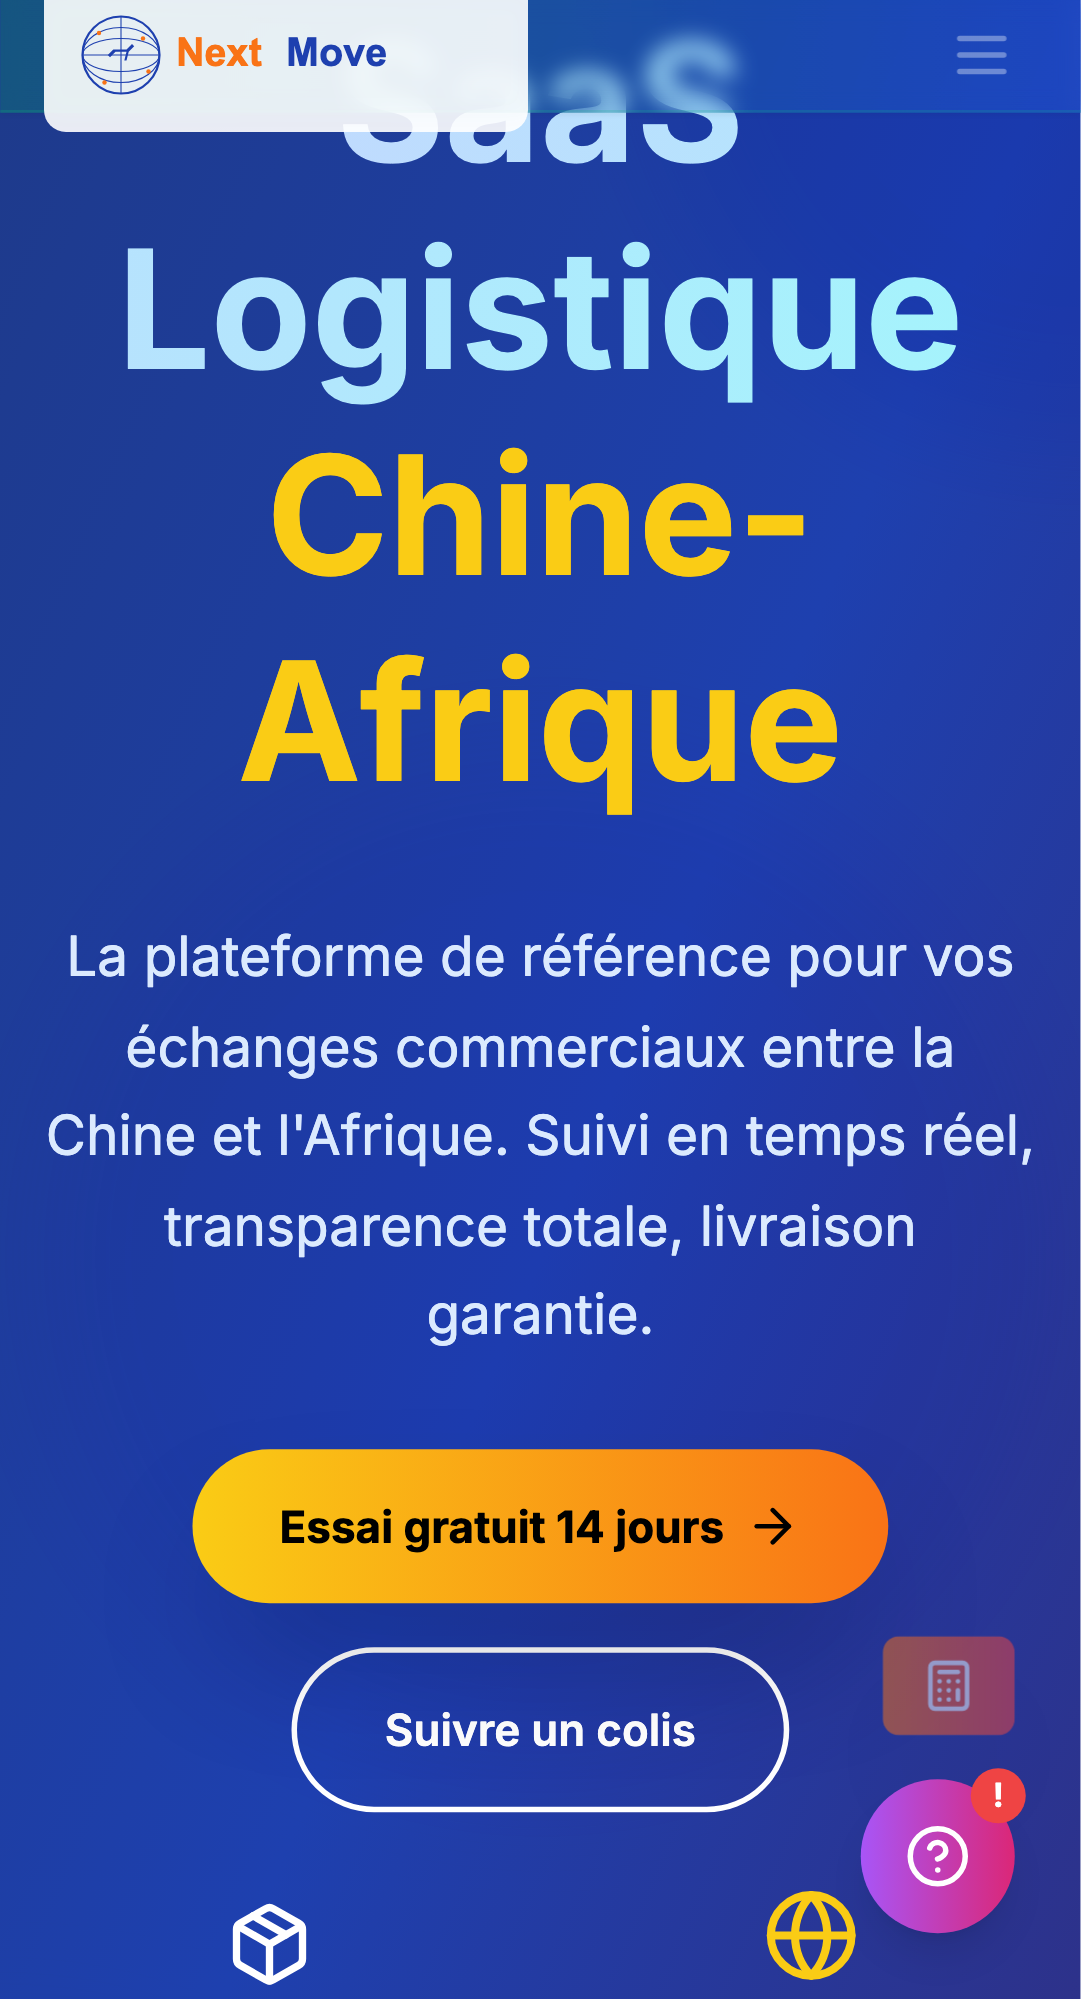 Next Move
SaaS
Logistique
Chine-
Afrique
La plateforme de référence pour vos
échanges commerciaux entre la
Chine et l'Afrique. Suivi en temps réel,
transparence totale, livraison
garantie.
Essai gratuit 14 jours
Suivre un colis
!
?